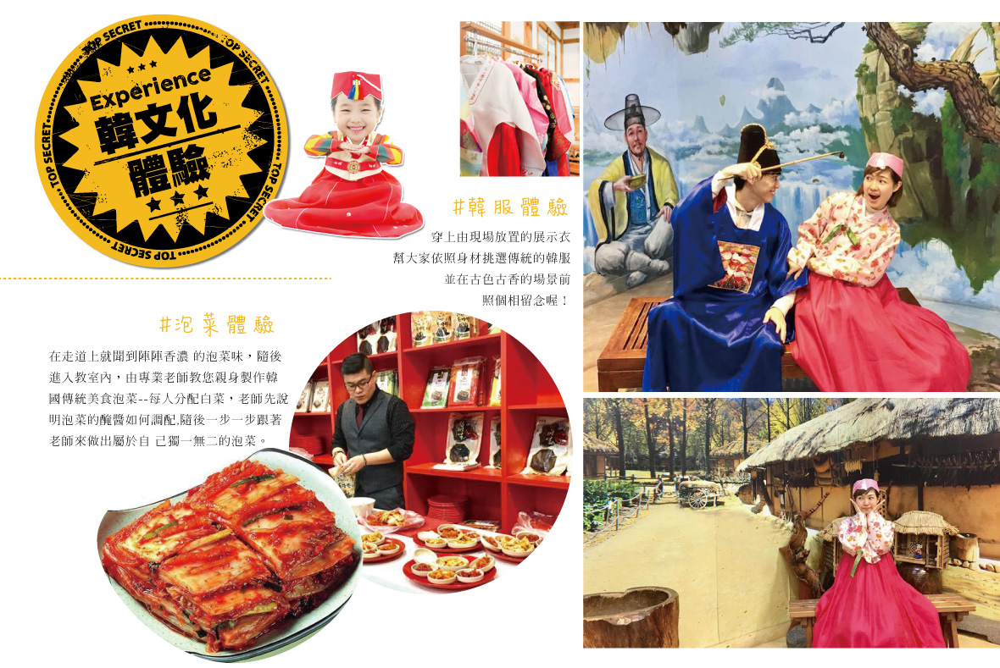 TOP SECRET
TOP SECRET
TOP SECRET
TOP SECRET
TOP SECRET
Experience
韓文化
體驗
#韓服體驗
穿上由現場放置的展示衣
幫大家依照身材挑選傳統的韓服
並在古色古香的場景前
照個相留念喔！
#泡菜體驗
在走道上就聞到陣陣香濃 的泡菜味，隨後
進入教室內，由專業老師教您親身製作韓
國傳統美食泡菜--每人分配白菜，老師先說
明泡菜的醃醬如何調配,隨後一步一步跟著
老師來做出屬於自 己獨一無二的泡菜。